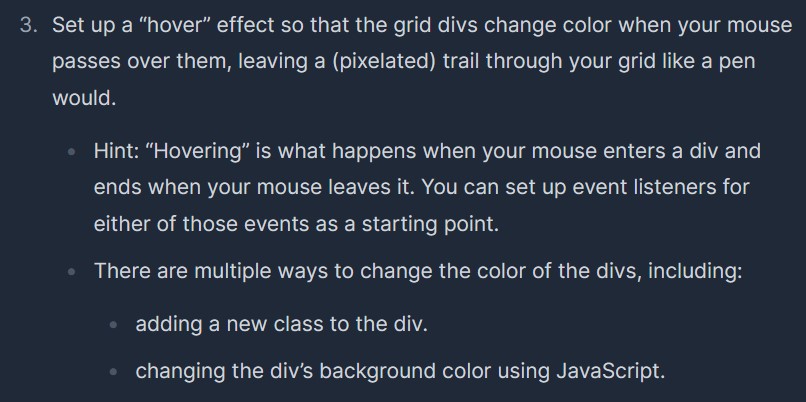 3. Set up a “hover” effect so that the grid divs change color when your mouse
passes over them, leaving a (pixelated) trail through your grid like a pen
would.
• Hint: “Hovering” is what happens when your mouse enters a div and
ends when your mouse leaves it. You can set up event listeners for
either of those events as a starting point.
• There are multiple ways to change the color of the divs, including:
• adding a new class to the div.
• changing the div’s background color using JavaScript.